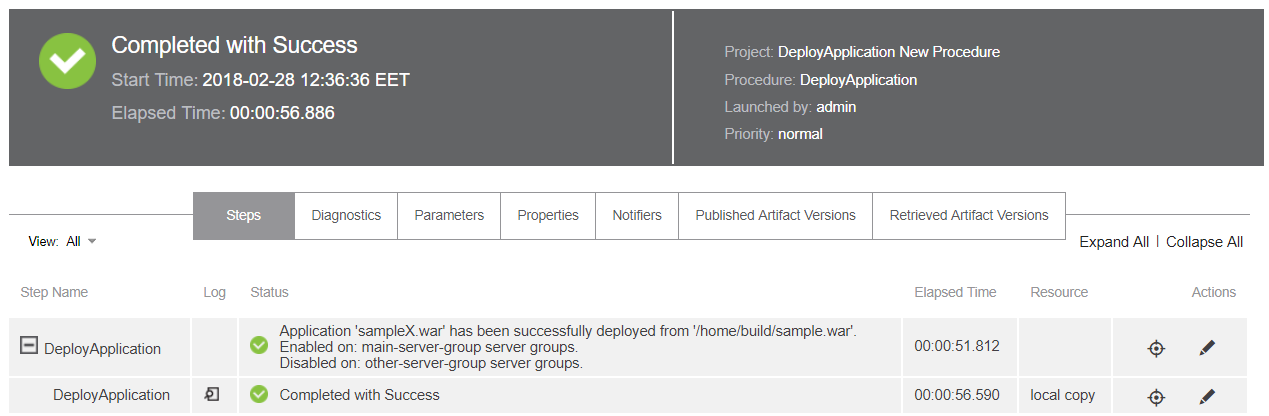 Completed with Success
Start Time: 2018-02-28 12:36:36 EET
Elapsed Time: 00:00:56.886
Project: DeployApplication New Procedure
Procedure: DeployApplication
Launched by: admin
Priority: normal
Steps Diagnostics Parameters Properties Notifiers Published Artifact Versions Retrieved Artifact Versions
View: All Expand All | Collapse All
Step Name Log Status Elapsed Time Resource Actions
DeployApplication
Application 'sampleX.war' has been successfully deployed from '/home/build/sample.war'.
Enabled on: main-server-group server groups.
Disabled on: other-server-group server groups.
00:00:51.812
DeployApplication Completed with Success 00:00:56.590 local copy